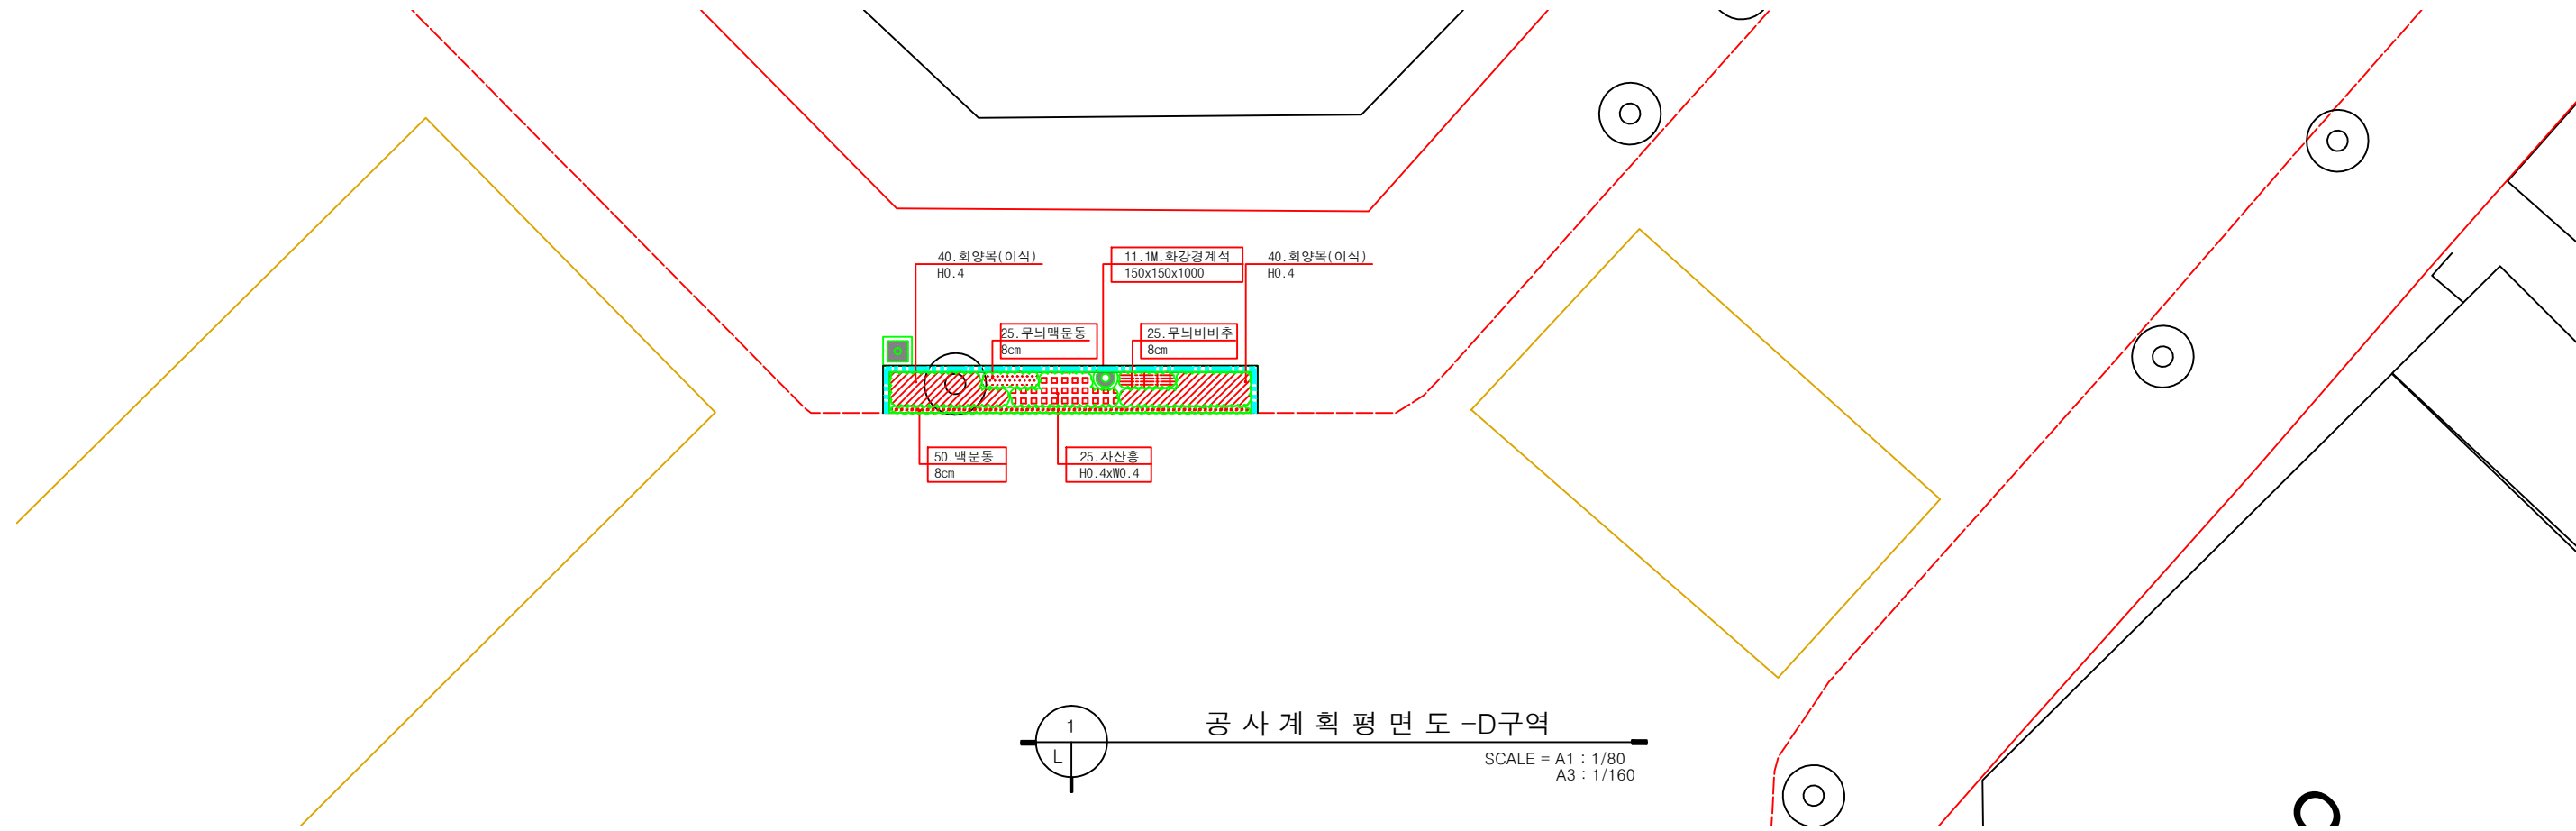 40.회양목(이식)
H0.4
11.1M.화강경계석
150x150x1000
40.회양목(이식)
H0.4
25.무늬맥문동
8cm
25.무늬비비추
8cm
50.맥문동
8cm
25.자산홍
H0.4xW0.4
1
L
공 사 계 획 평 면 도 -D구역
SCALE = A1 : 1/80
A3 : 1/160